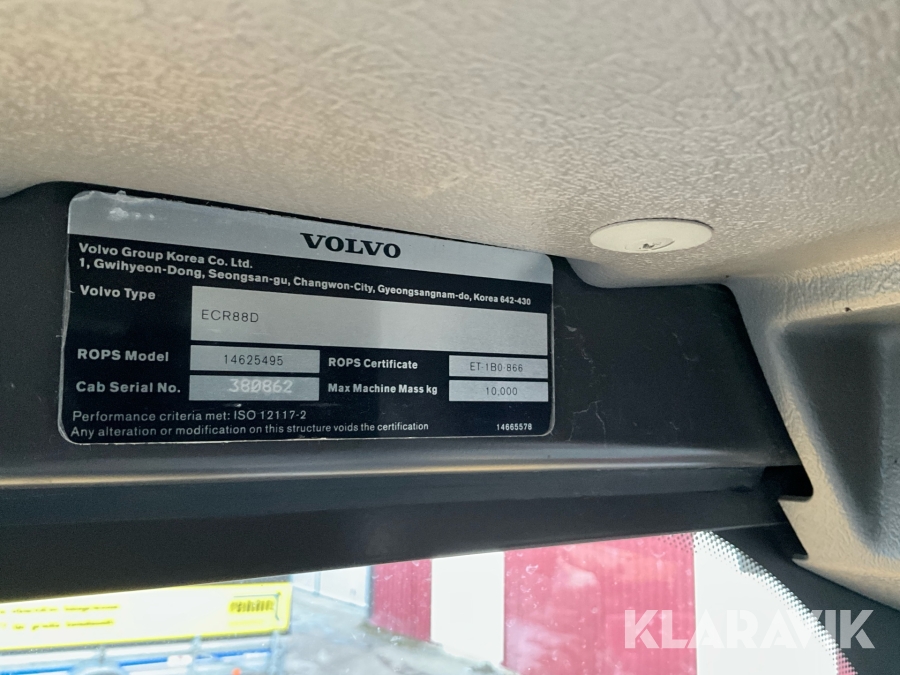 VOLVO
Volvo Group Korea Co. Ltd.
1, Gwihyeon-Dong, Seongsan-gu, Changwon-City, Gyeongsangnam-do, Korea 642-430
Volvo Type
ECR88D
ROPS Model 14625495 ROPS Certificate ET-1B0-866
Cab Serial No. 380862 Max Machine Mass kg 10,000
Performance criteria met: ISO 12117-2
Any alteration or modification on this structure voids the certification 14665578
KLARAVIK